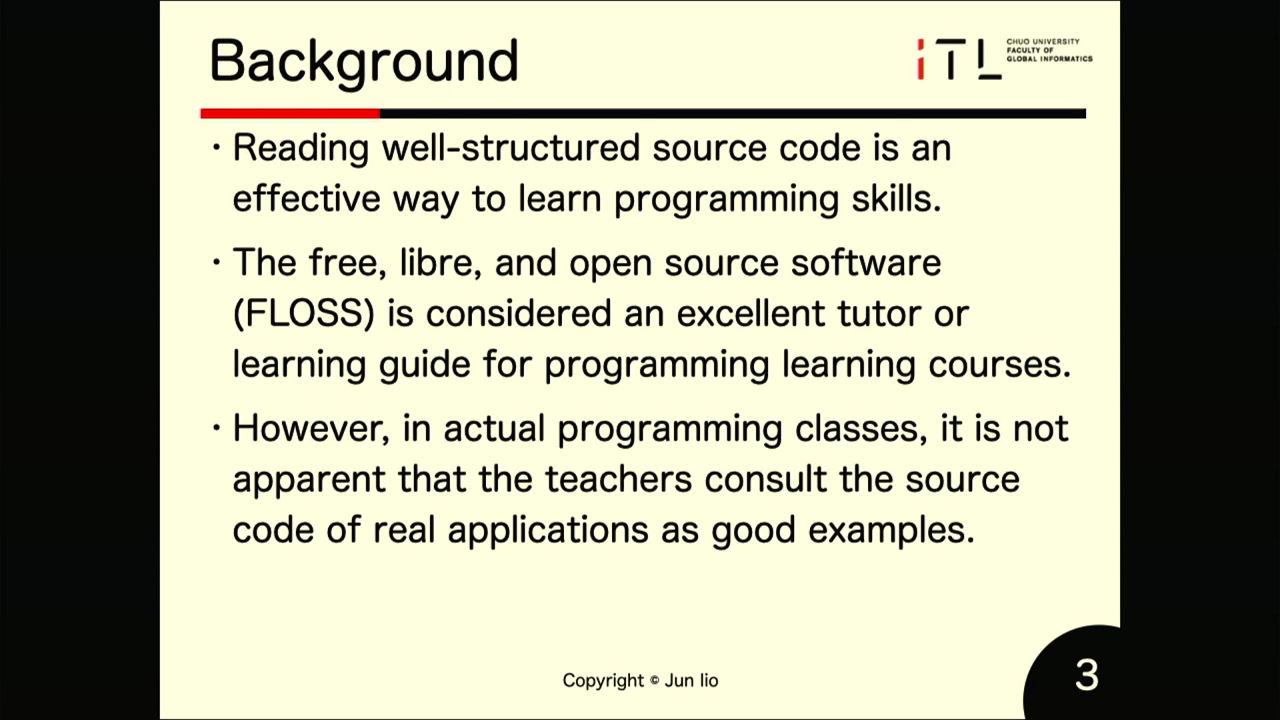 Background
iTL
CHUO UNIVERSITY
FACULTY OF
GLOBAL INFORMATICS
・Reading well-structured source code is an
effective way to learn programming skills.
・The free, libre, and open source software
(FLOSS) is considered an excellent tutor or
learning guide for programming learning courses.
・However, in actual programming classes, it is not
apparent that the teachers consult the source
code of real applications as good examples.
Copyright © Jun Iio
3